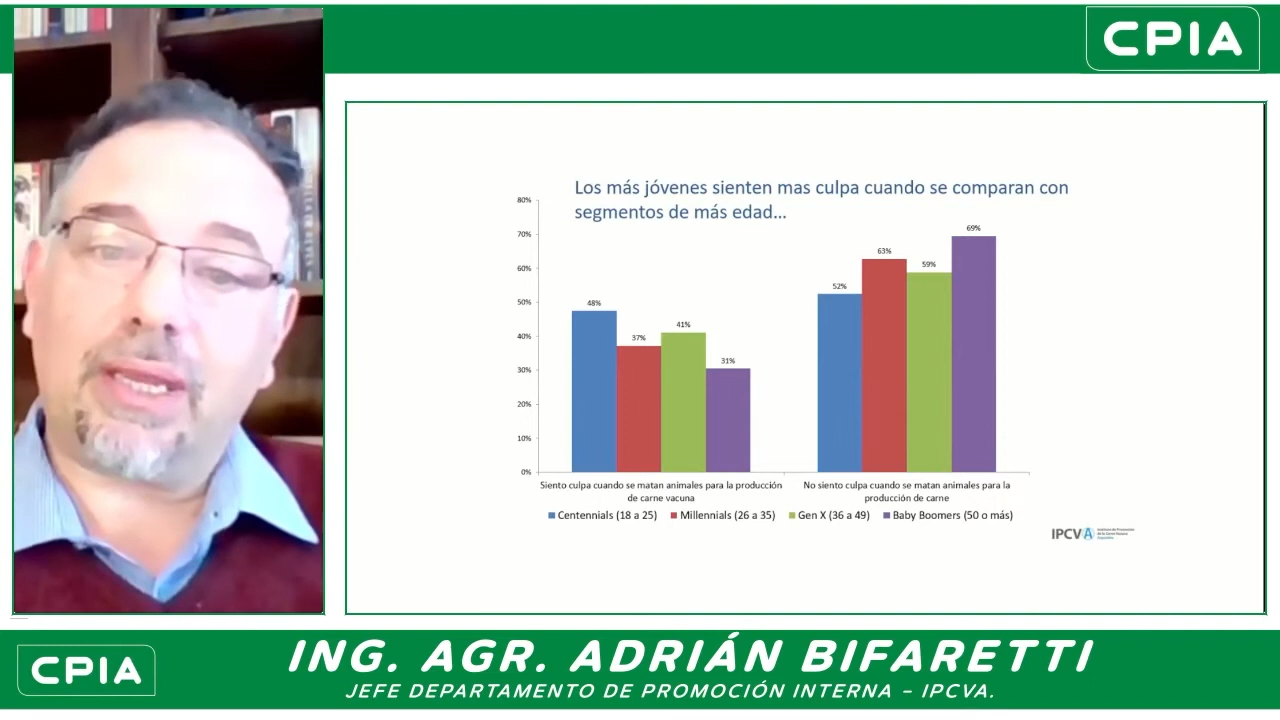 CPIA
Los más jóvenes sienten mas culpa cuando se comparan con
segmentos de más edad...
80%
70%
60%
50%
40%
30%
20%
10%
0%
48%
37%
41%
31%
52%
63%
59%
69%
Siento culpa cuando se matan animales para la producción
de carne vacuna
No siento culpa cuando se matan animales para la
producción de carne
Centennials (18 a 25)
Millennials (26 a 35)
Gen X (36 a 49)
Baby Boomers (50 o más)
IPCVA
CPIA
ING. AGR. ADRIÁN BIFARETTI
JEFE DEPARTAMENTO DE PROMOCIÓN INTERNA – IPCVA.